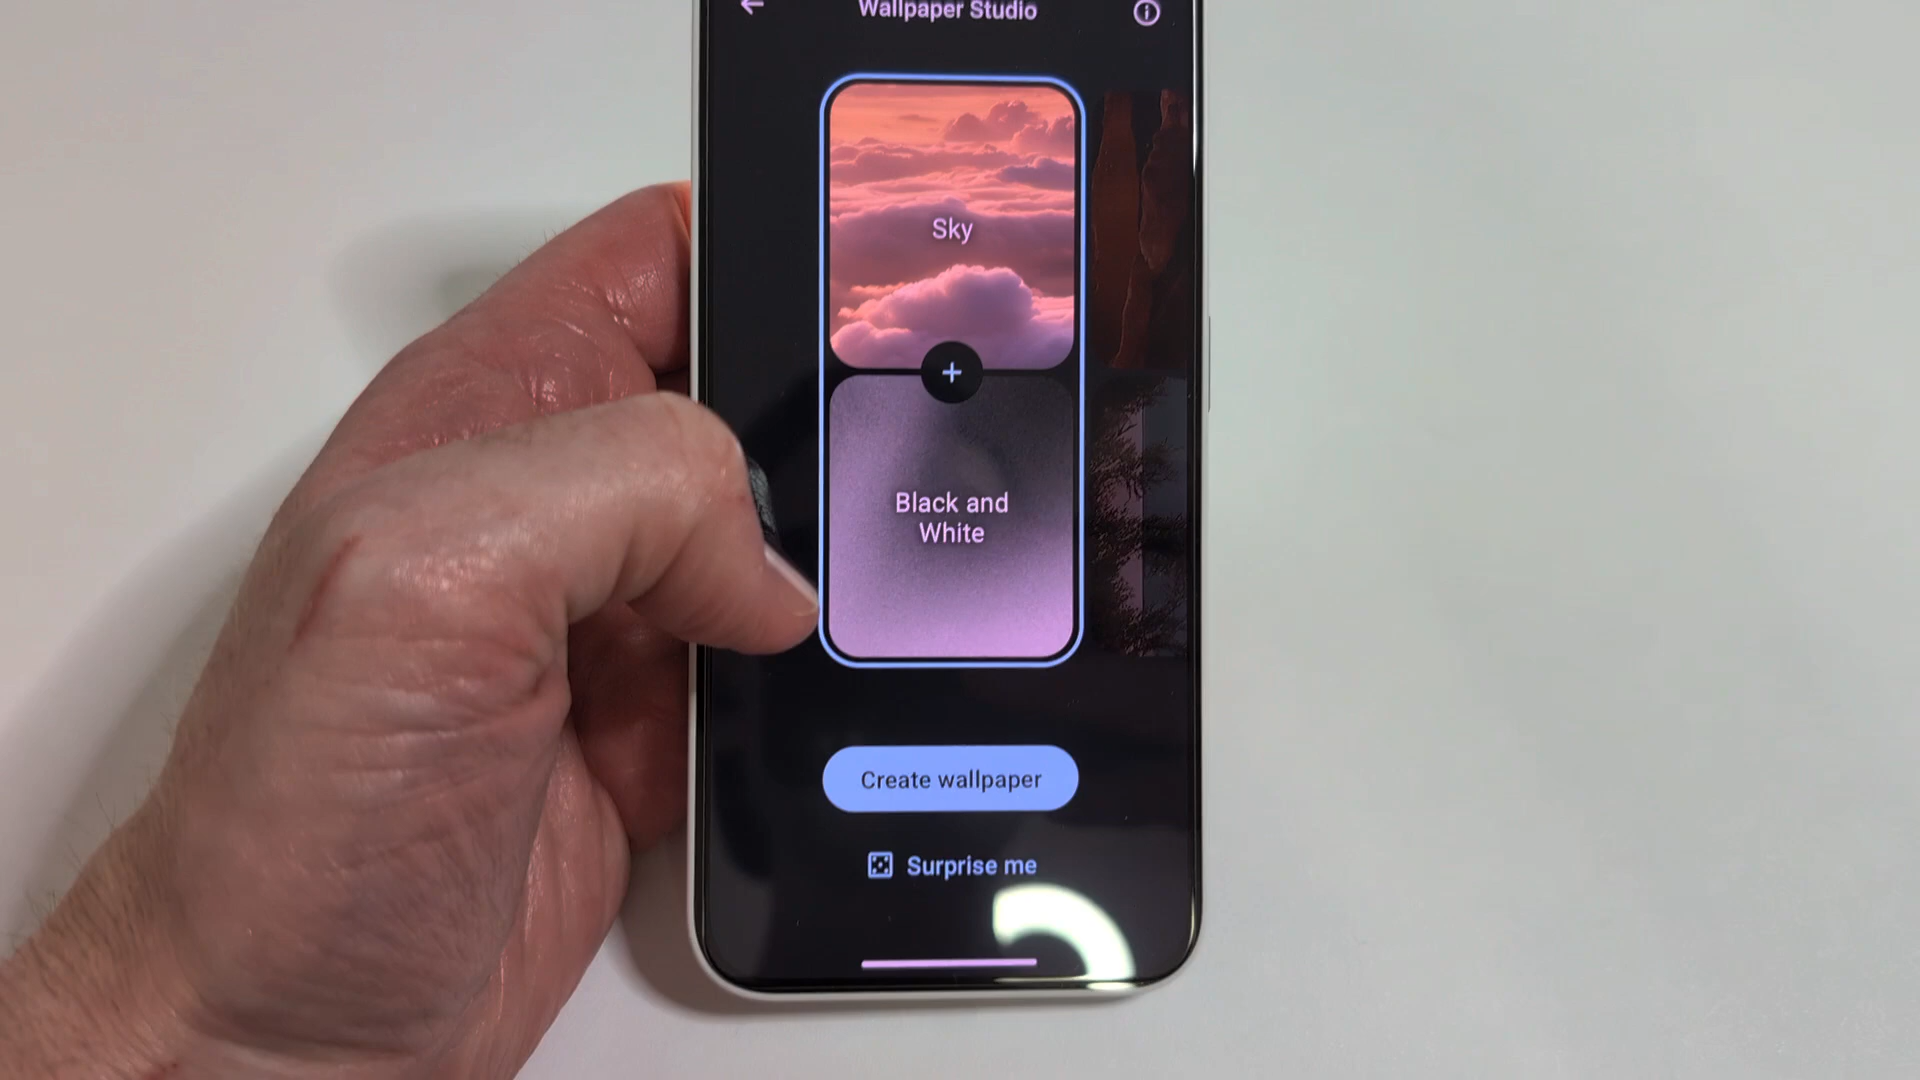 Wallpaper Studio
Sky
Black and
White
Create wallpaper
Surprise me